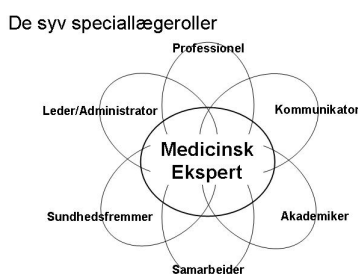 De syv speciallægeroller
Professionel
Leder/Administrator
Kommunikator
Medicinsk
Ekspert
Sundhedsfremmer
Akademiker
Samarbejder